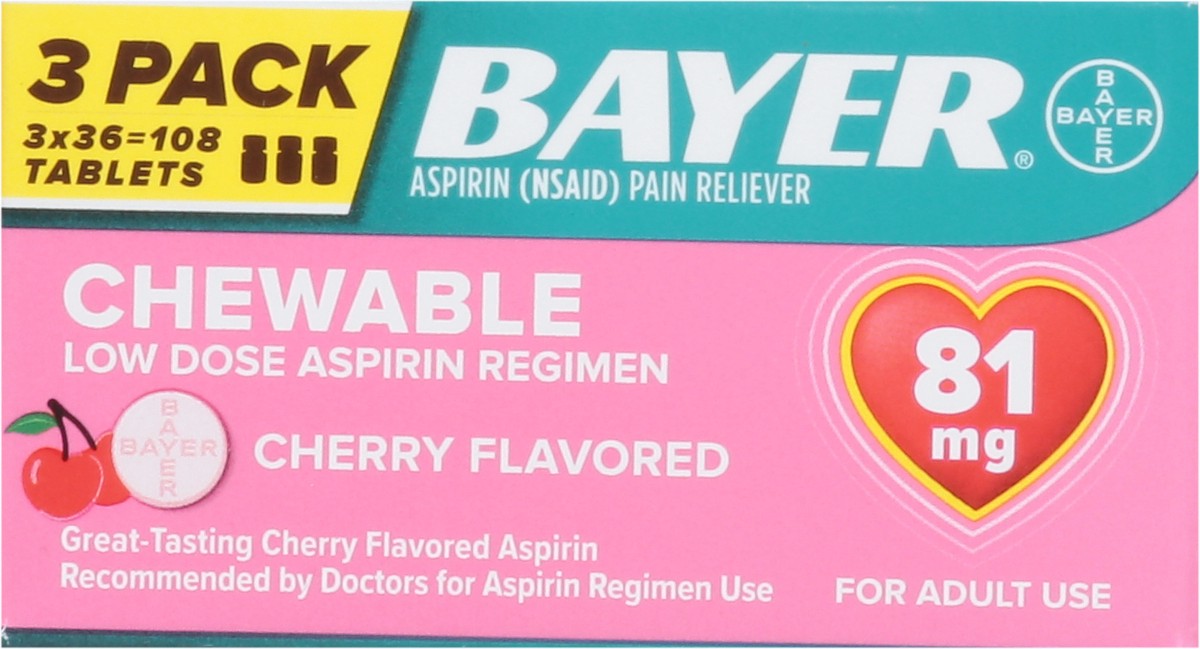 3 PACK
3x36=108
TABLETS
BAYER®
BAYER
BAYER
ASPIRIN (NSAID) PAIN RELIEVER
CHEWABLE
LOW DOSE ASPIRIN REGIMEN
81
mg
BAYER
BAYER
CHERRY FLAVORED
Great-Tasting Cherry Flavored Aspirin
Recommended by Doctors for Aspirin Regimen Use
FOR ADULT USE